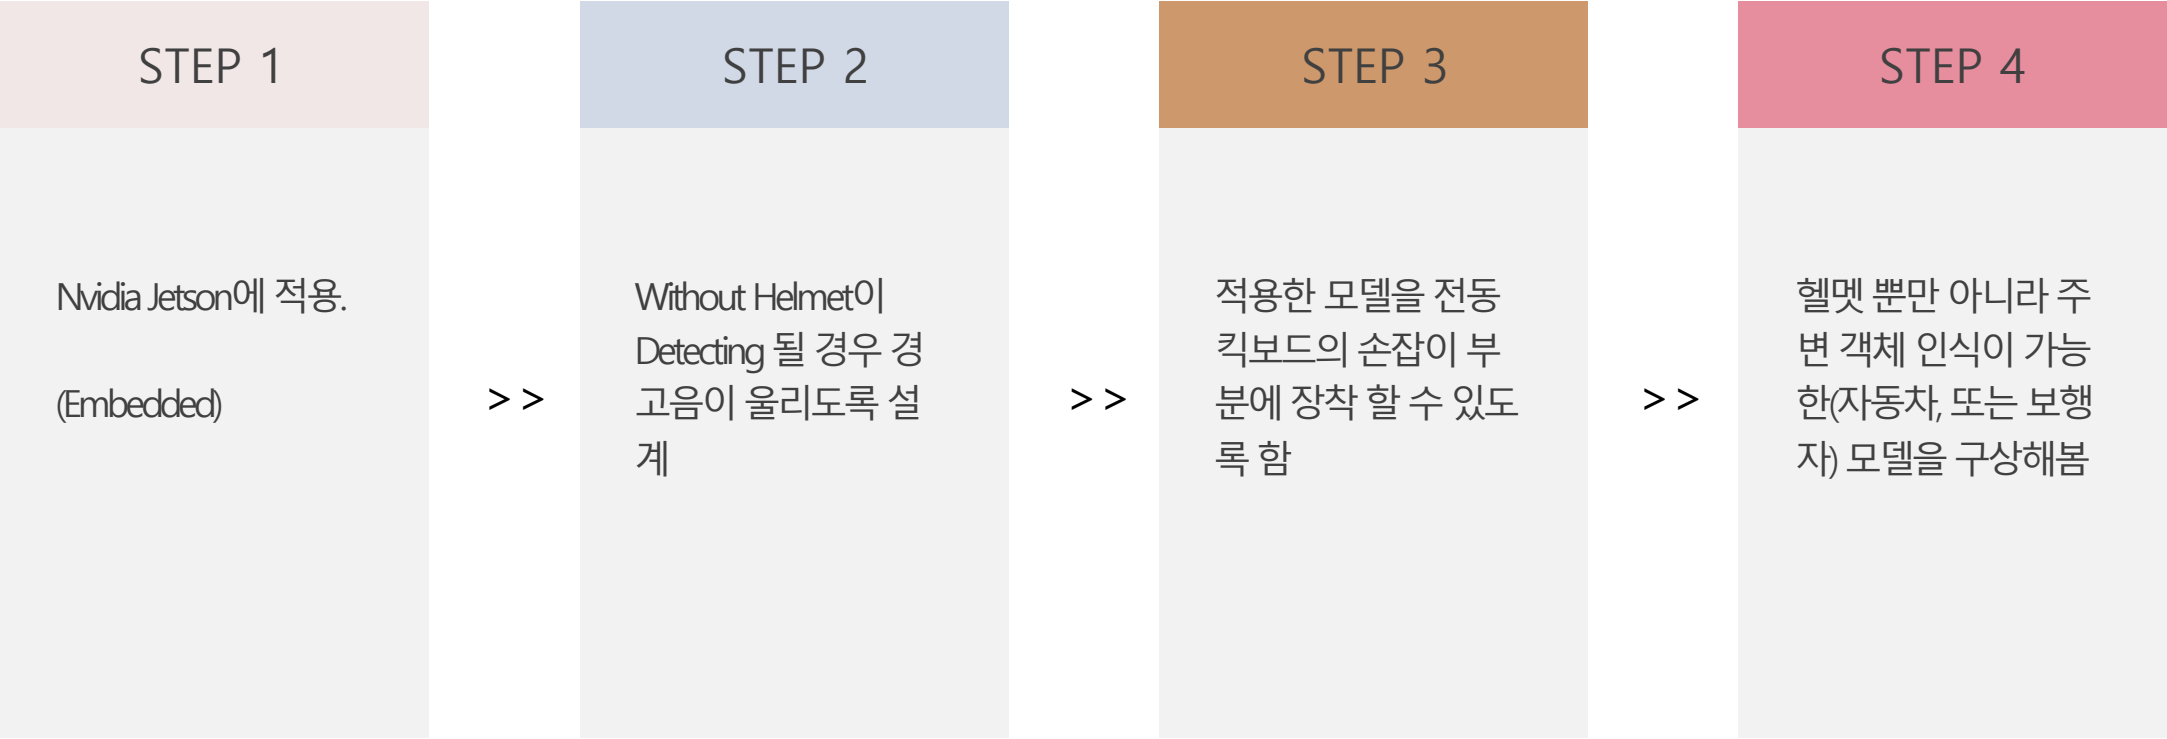 STEP 1
Nvidia Jetson에 적용.
(Embedded)
>>
STEP 2
Without Helmet이
Detecting 될 경우 경
고음이 울리도록 설
계
>>
STEP 3
적용한 모델을 전동
킥보드의 손잡이 부
분에 장착 할 수 있도
록 함
>>
STEP 4
헬멧 뿐만 아니라 주
변 객체 인식이 가능
한(자동차, 또는 보행
자) 모델을 구상해봄